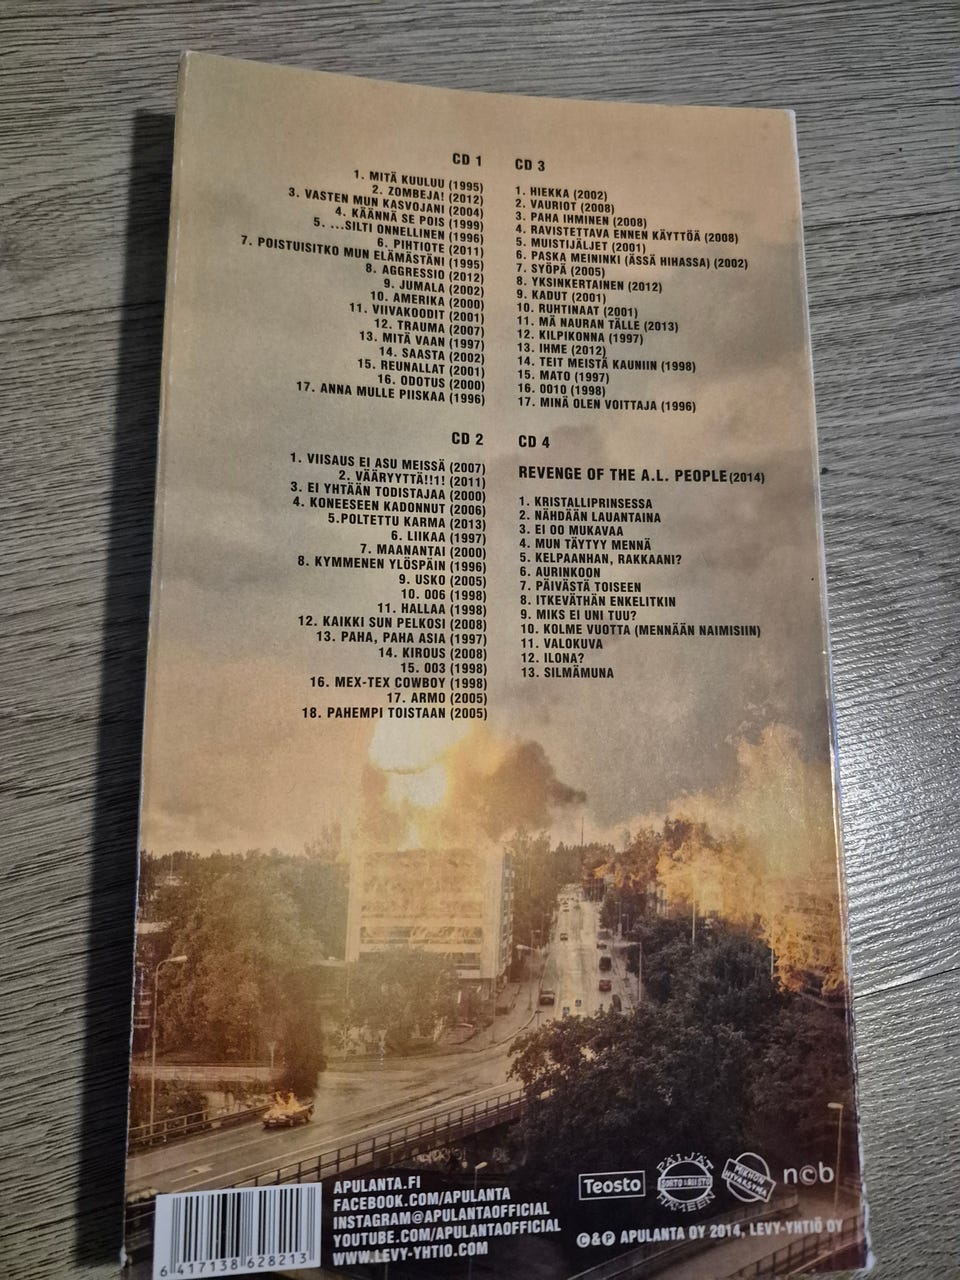 CD 1
1. MITÄ KUULUU (1995)
2. ZOMBEJA! (2012)
3. VASTEN MUN KASVOJANI (2004)
4. KÄÄNNÄ SE POIS (1999)
5. ...SILTI ONNELLINEN (1996)
6. PIHTIOTE (2011)
7. POISTUISITKO MUN ELÄMÄSTÄNI (1995)
8. AGGRESSIO (2012)
9. JUMALA (2002)
10. AMERIKA (2000)
11. VIIVAKOODIT (2001)
12. TRAUMA (2007)
13. MITÄ VAAN (1997)
14. SAASTA (2002)
15. REUNALLAT (2001)
16. ODOTUS (2000)
17. ANNA MULLE PIISKAA (1996)
CD 2
1. VIISAUS EI ASU MEISSÄ (2007)
2. VÄÄRYYTTÄ!!1! (2011)
3. EI YHTÄÄN TODISTAJAA (2000)
4. KONEESEEN KADONNUT (2006)
5.POLTETTU KARMA (2013)
6. LIIKAA (1997)
7. MAANANTAI (2000)
8. KYMMENEN YLÖSPÄIN (1996)
9. USKO (2005)
10. 006 (1998)
11. HALLAA (1998)
12. KAIKKI SUN PELKOSI (2008)
13. PAHA, PAHA ASIA (1997)
14. KIROUS (2008)
15. 003 (1998)
16. MEX-TEX COWBOY (1998)
17. ARMO (2005)
18. PAHEMPI TOISTAAN (2005)
CD 3
1. HIEKKA (2002)
2. VAURIOT (2008)
3. PAHA IHMINEN (2008)
4. RAVISTETTAVA ENNEN KÄYTTÖÄ (2008)
5. MUISTIJÄLJET (2001)
6. PASKA MEININKI (ÄSSÄ HIHASSA) (2002)
7. SYÖPÄ (2005)
8. YKSINKERTAINEN (2012)
9. KADUT (2001)
10. RUHTINAAT (2001)
11. MÄ NAURAN TÄLLE (2013)
12. KILPIKONNA (1997)
13. IHME (2012)
14. TEIT MEISTÄ KAUNIIN (1998)
15. MATO (1997)
16. 0010 (1998)
17. MINÄ OLEN VOITTAJA (1996)
CD 4
REVENGE OF THE A.L. PEOPLE (2014)
1. KRISTALLIPRINSESSA
2. NÄHDÄÄN LAUANTAINA
3. EI OO MUKAVAA
4. MUN TÄYTYY MENNÄ
5. KELPAANHAN, RAKKAANI?
6. AURINKOON
7. PÄIVÄSTÄ TOISEEN
8. ITKEVÄTHÄN ENKELITKIN
9. MIKS EI UNI TUU?
10. KOLME VUOTTA (MENNÄÄN NAIMISIIN)
11. VALOKUVA
12. ILONA?
13. SILMÄMUNA
6 417138 628213
APULANTA.FI
FACEBOOK.COM/APULANTA
INSTAGRAM@APULANTAOFFICIAL
YOUTUBE.COM/APULANTAOFFICIAL
WWW.LEVY-YHTIO.COM
Teosto
PÄIJÄT
HÄMEEN
ncb
©&℗ APULANTA OY 2014, LEVY-YHTIÖ OY